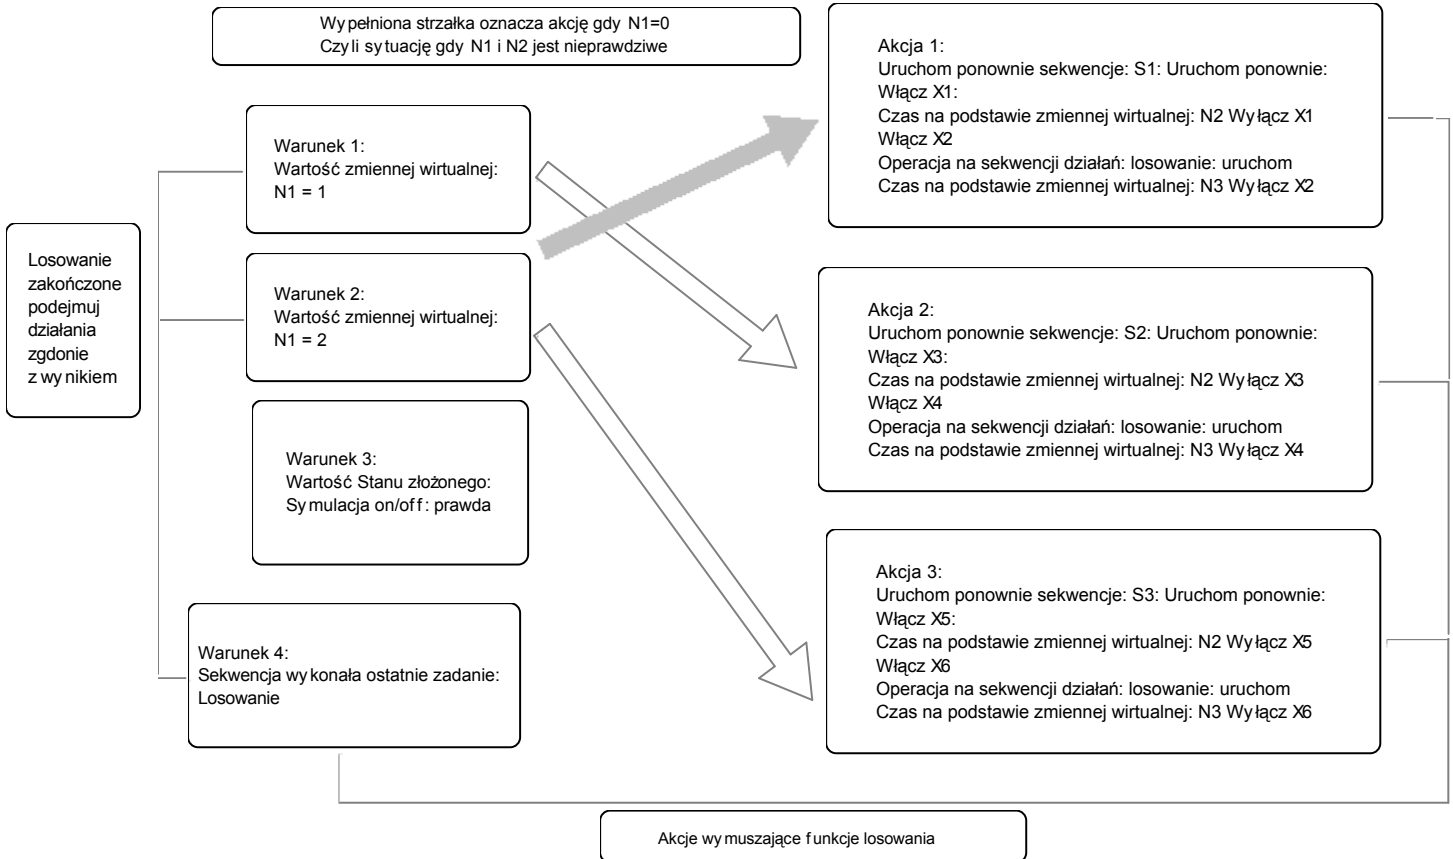 Wypełniona strzałka oznacza akcję gdy N1=0
Czyli sytuację gdy N1 i N2 jest nieprawdziwe
Losowanie
zakończone
podejmuj
działania
zgdonie
z wynikiem
Warunek 1:
Wartość zmiennej wirtualnej:
N1 = 1
Warunek 2:
Wartość zmiennej wirtualnej:
N1 = 2
Warunek 3:
Wartość Stanu złożonego:
Symulacja on/off: prawda
Warunek 4:
Sekwencja wykonała ostatnie zadanie:
Losowanie
Akcja 1:
Uruchom ponownie sekwencje: S1: Uruchom ponownie:
Włącz X1:
Czas na podstawie zmiennej wirtualnej: N2 Wyłącz X1
Włącz X2
Operacja na sekwencji działań: losowanie: uruchom
Czas na podstawie zmiennej wirtualnej: N3 Wyłącz X2
Akcja 2:
Uruchom ponownie sekwencje: S2: Uruchom ponownie:
Włącz X3:
Czas na podstawie zmiennej wirtualnej: N2 Wyłącz X3
Włącz X4
Operacja na sekwencji działań: losowanie: uruchom
Czas na podstawie zmiennej wirtualnej: N3 Wyłącz X4
Akcja 3:
Uruchom ponownie sekwencje: S3: Uruchom ponownie:
Włącz X5:
Czas na podstawie zmiennej wirtualnej: N2 Wyłącz X5
Włącz X6
Operacja na sekwencji działań: losowanie: uruchom
Czas na podstawie zmiennej wirtualnej: N3 Wyłącz X6
Akcje wymuszające funkcje losowania